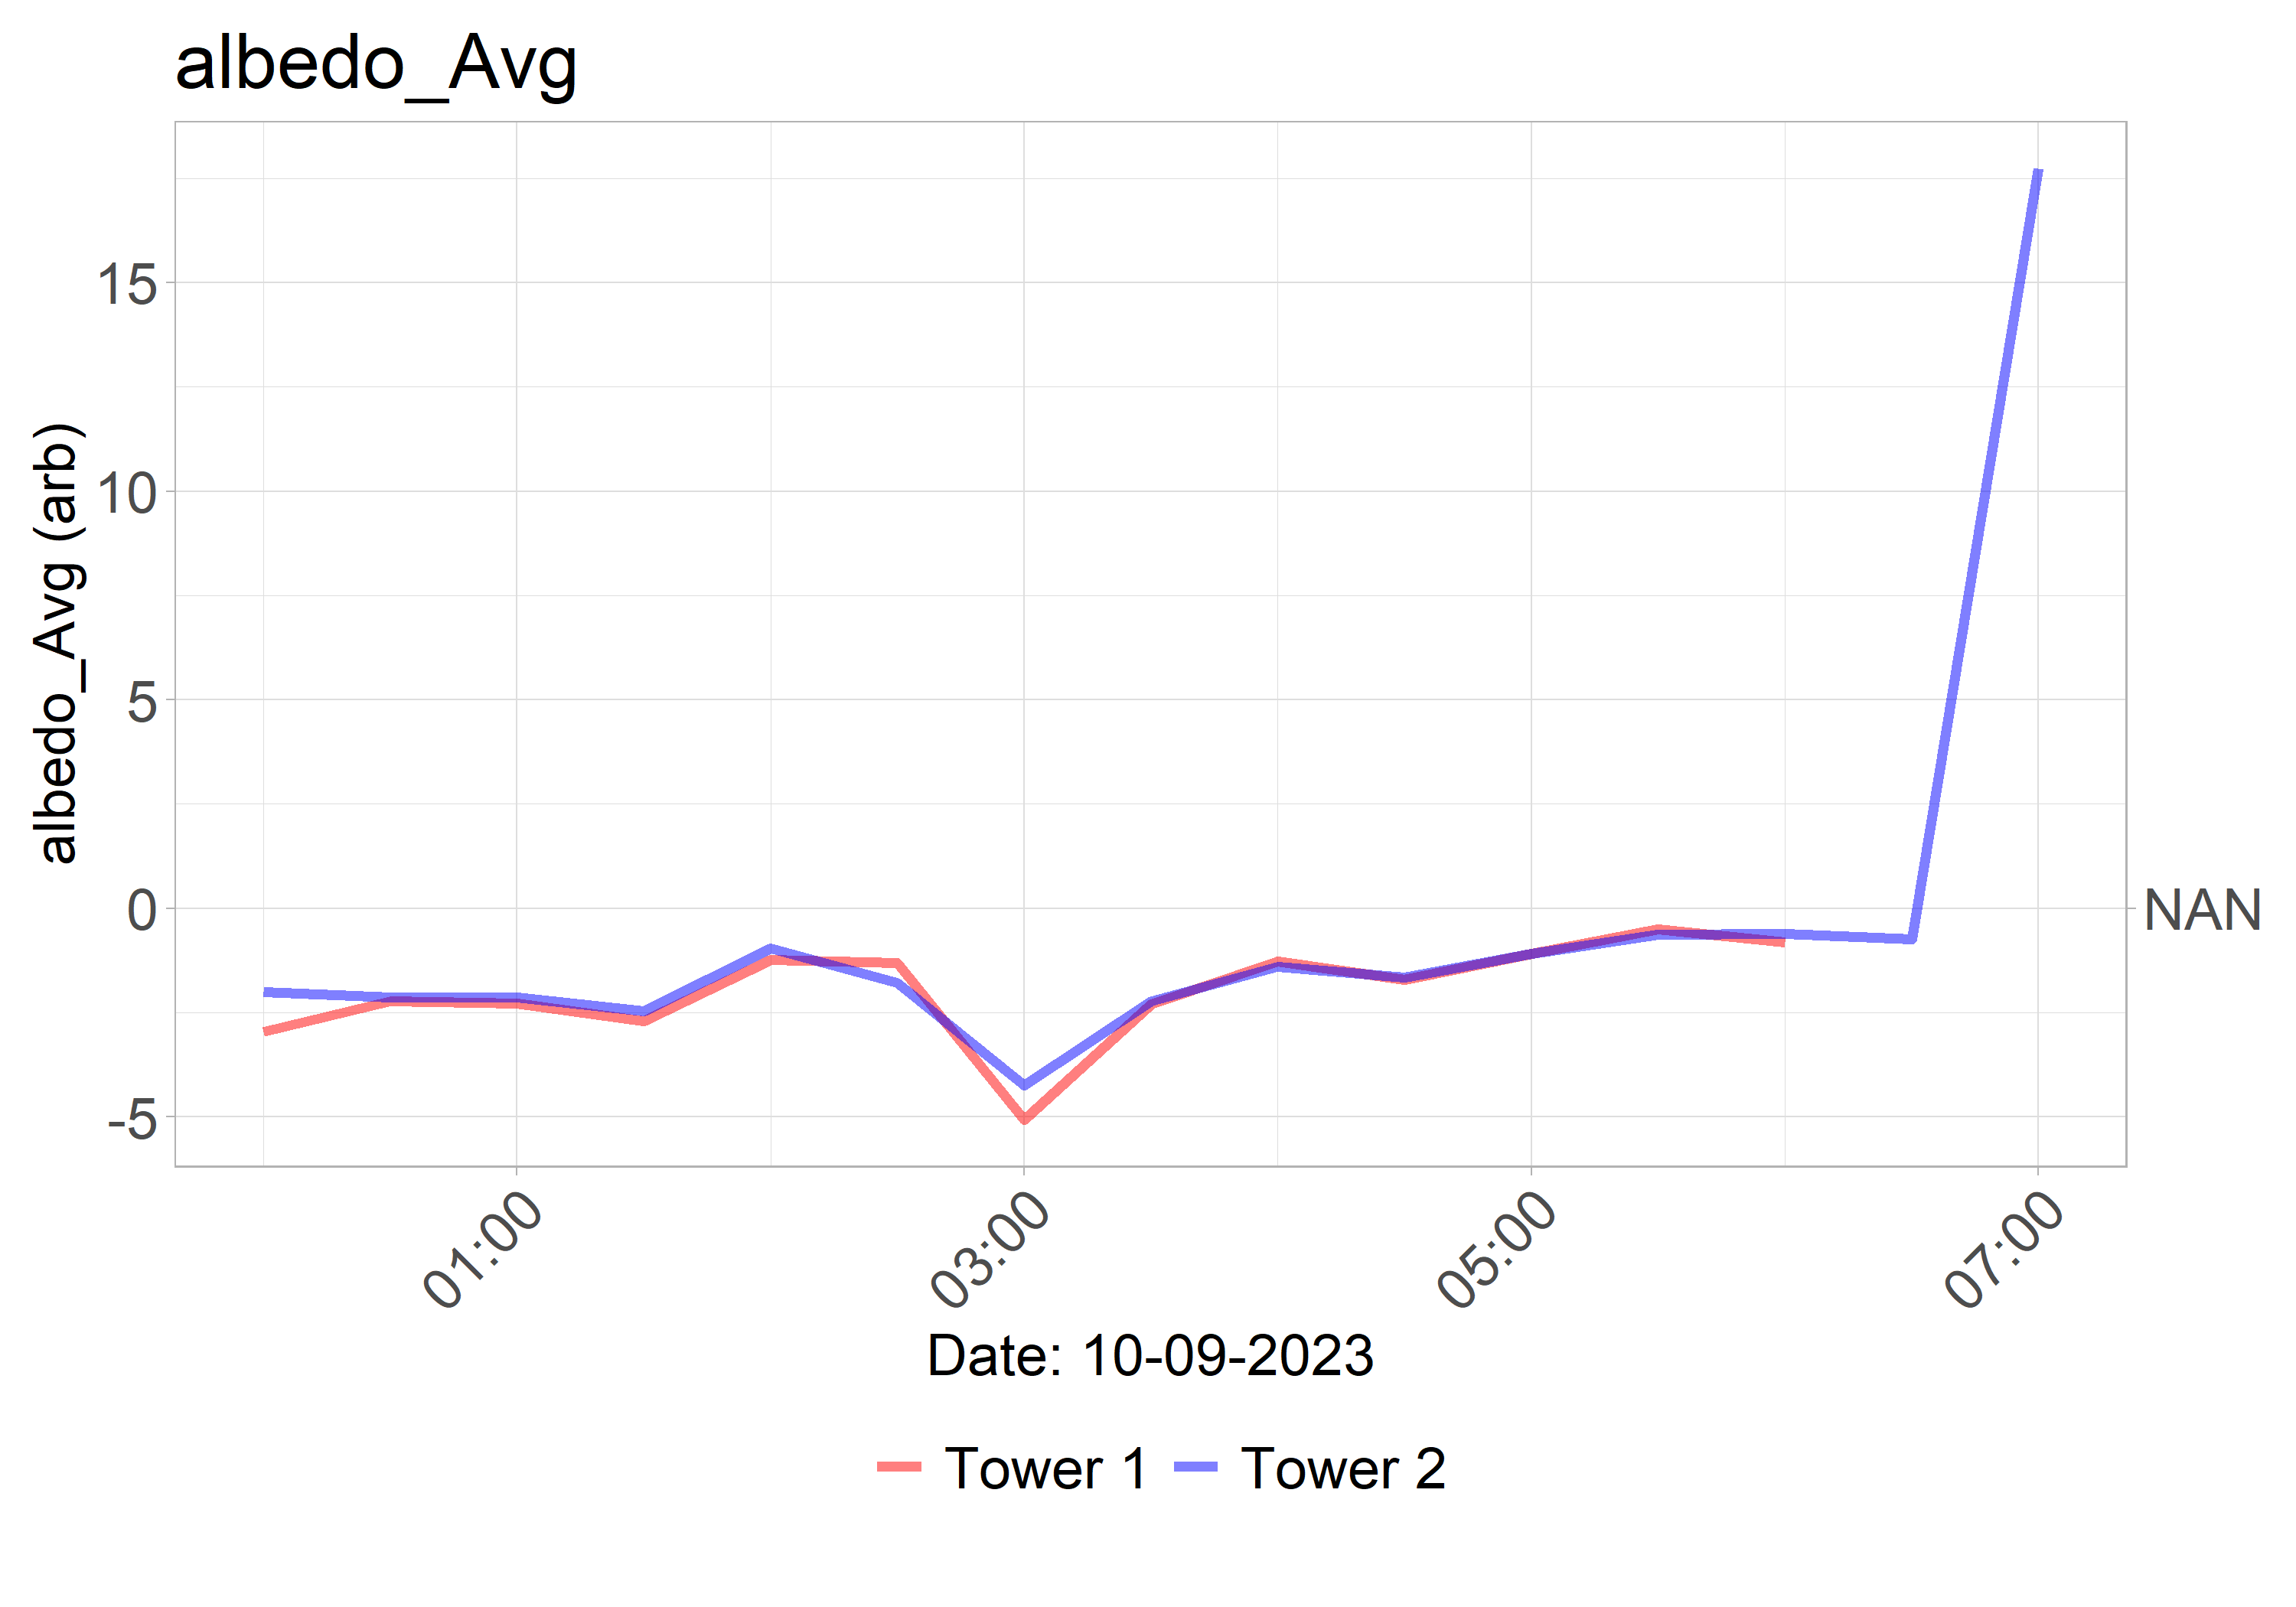 albedo_Avg
albedo_Avg (arb)
15
10
5
0
-5
NAN
01:00
03:00
05:00
07:00
Date: 10-09-2023
Tower 1
Tower 2